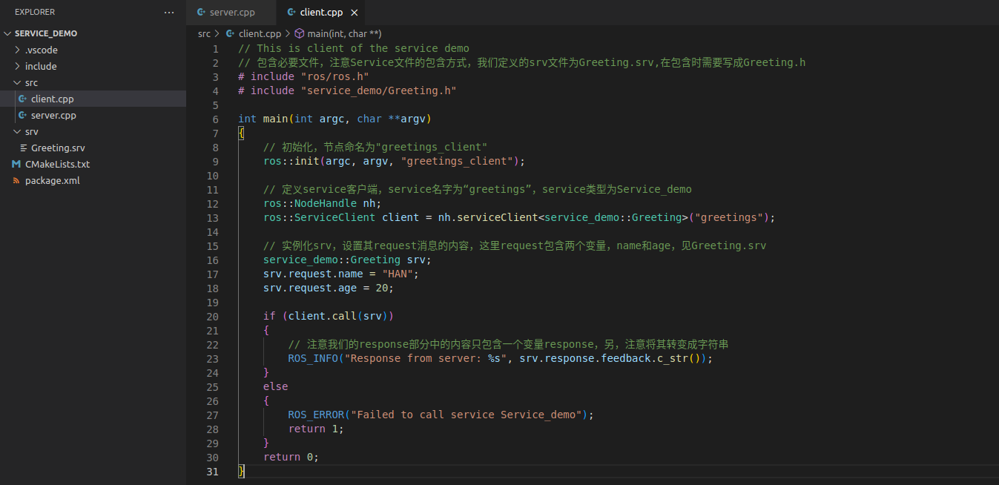 EXPLORER
···
server.cpp
client.cpp
SERVICE_DEMO
.vscode
include
src
client.cpp
server.cpp
srv
Greeting.srv
CMakeLists.txt
package.xml
src > client.cpp > main(int, char **)
1 // This is client of the service demo
2 // 包含必要文件，注意Service文件的包含方式，我们定义的srv文件为Greeting.srv,在包含时需要写成Greeting.h
3 # include "ros/ros.h"
4 # include "service_demo/Greeting.h"
5
6 int main(int argc, char **argv)
7 {
8 // 初始化，节点命名为"greetings_client"
9 ros::init(argc, argv, "greetings_client");
10
11 // 定义service客户端，service名字为“greetings”，service类型为Service_demo
12 ros::NodeHandle nh;
13 ros::ServiceClient client = nh.serviceClient<service_demo::Greeting>("greetings");
14
15 // 实例化srv，设置其request消息的内容，这里request包含两个变量，name和age，见Greeting.srv
16 service_demo::Greeting srv;
17 srv.request.name = "HAN";
18 srv.request.age = 20;
19
20 if (client.call(srv))
21 {
22 // 注意我们的response部分中的内容只包含一个变量response，另，注意将其转变成字符串
23 ROS_INFO("Response from server: %s", srv.response.feedback.c_str());
24 }
25 else
26 {
27 ROS_ERROR("Failed to call service Service_demo");
28 return 1;
29 }
30 return 0;
31 }